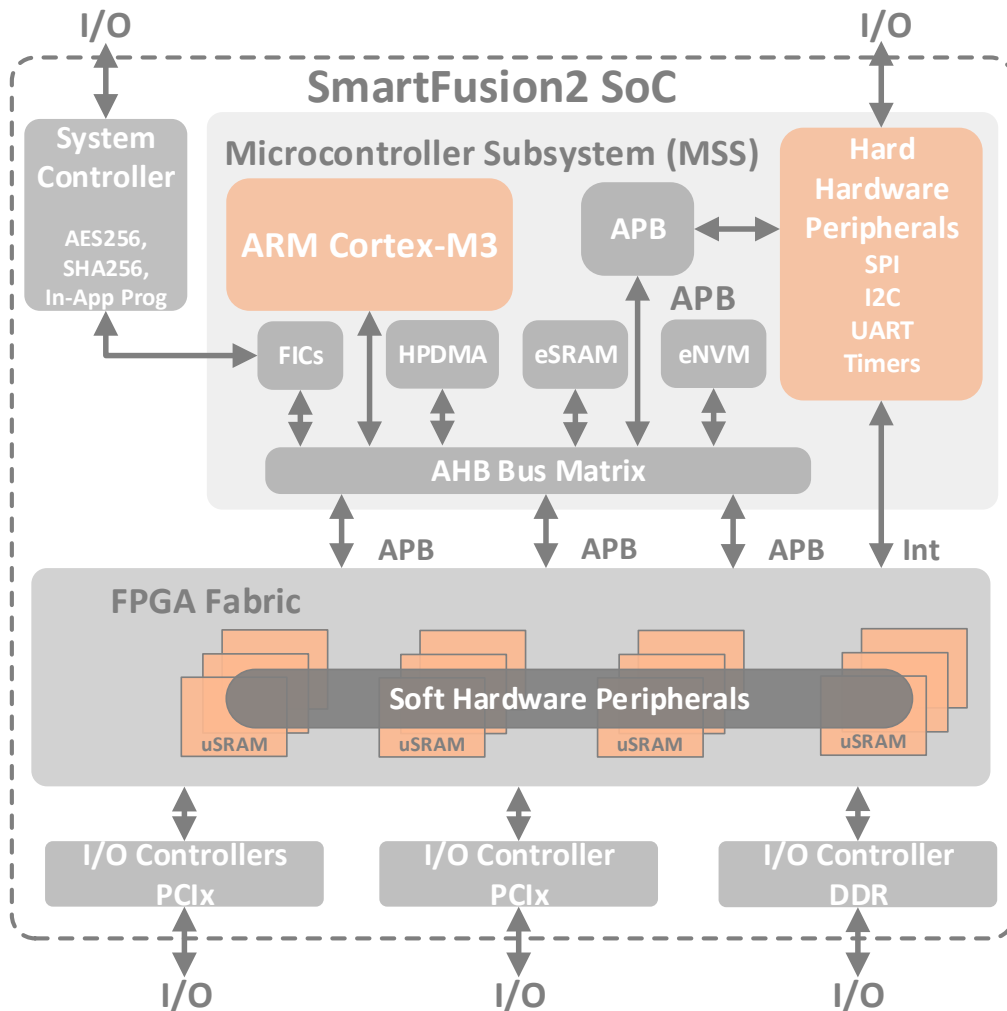 I/O
I/O
SmartFusion2 SoC
System
Controller
AES256,
SHA256,
In-App Prog
Microcontroller Subsystem (MSS)
ARM Cortex-M3
APB
Hard
Hardware
Peripherals
SPI
I2C
UART
Timers
APB
FICs
HPDMA
eSRAM
eNVM
AHB Bus Matrix
APB
APB
APB
Int
FPGA Fabric
Soft Hardware Peripherals
uSRAM
uSRAM
uSRAM
uSRAM
I/O Controllers
PCIx
I/O Controller
PCIx
I/O Controller
DDR
I/O
I/O
I/O